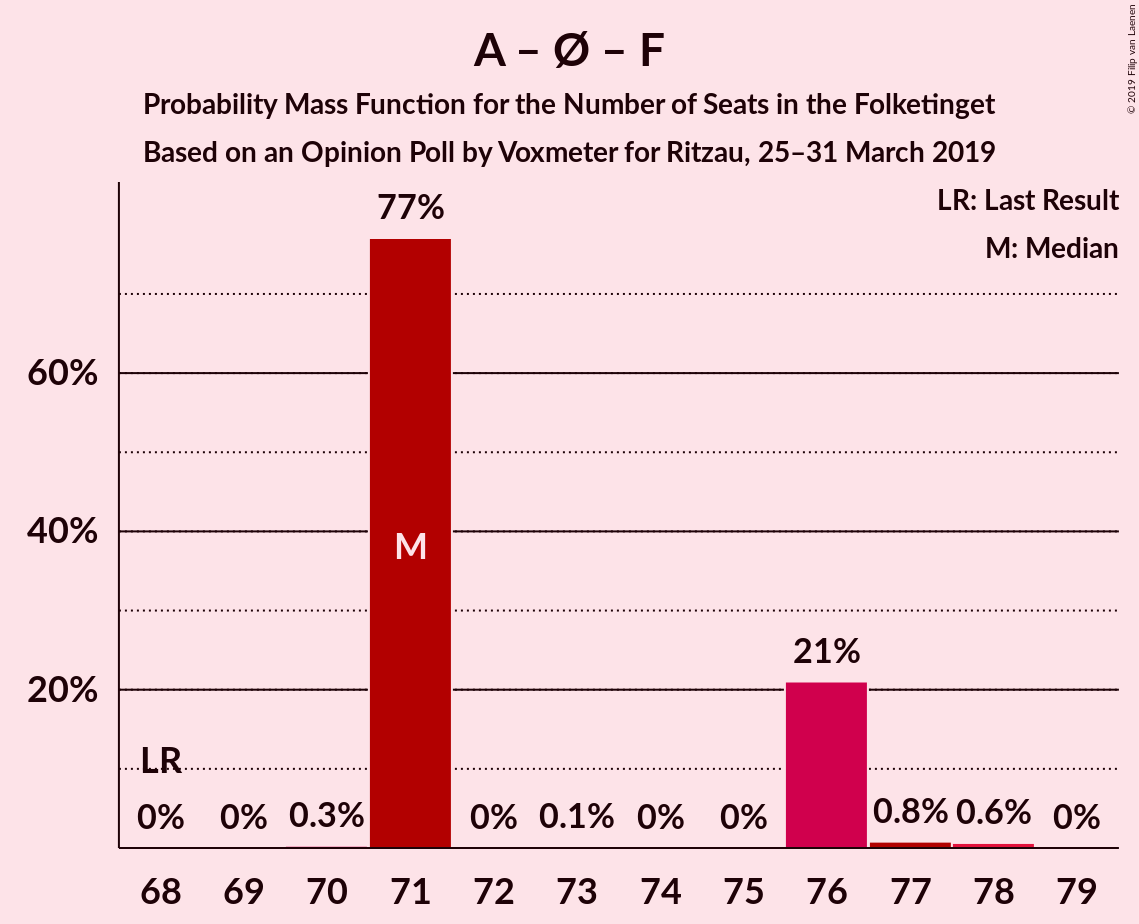 A – Ø – F
Probability Mass Function for the Number of Seats in the Folketinget
Based on an Opinion Poll by Voxmeter for Ritzau, 25–31 March 2019
© 2019 Filip van Laenen
LR: Last Result
M: Median
77%
60%
40%
M
21%
20%
LR
0% 0% 0.3% 0% 0.1% 0% 0% 0.8% 0.6% 0%
68 69 70 71 72 73 74 75 76 77 78 79